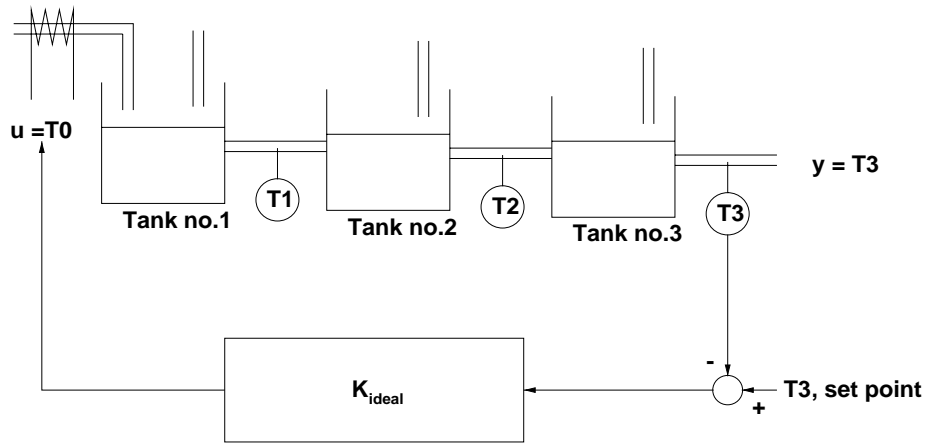 u =T0
T1
T2
T3
y = T3
Tank no.1
Tank no.2
Tank no.3
-
K ideal
T3, set point
+